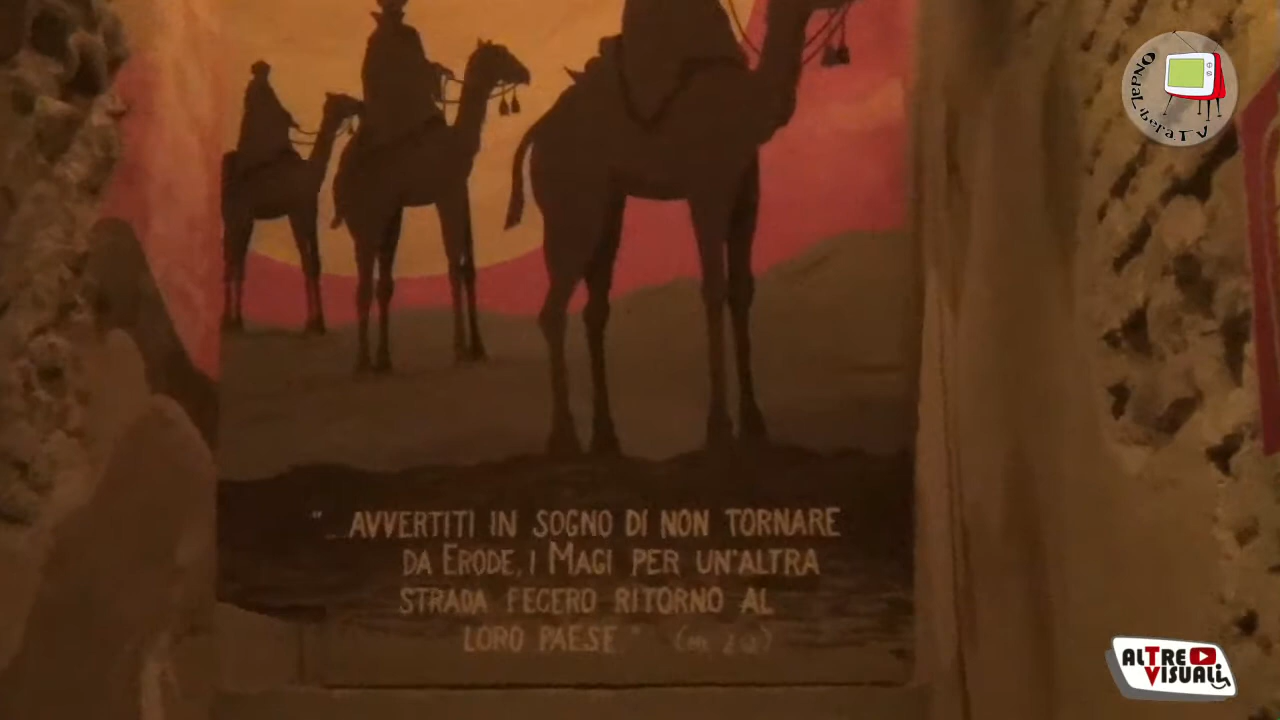 OndaLiberaTV
"...AVVERTITI IN SOGNO DI NON TORNARE
DA ERODE, I MAGI PER UN'ALTRA
STRADA FECERO RITORNO AL
LORO PAESE"
ALTRE
VISUALI